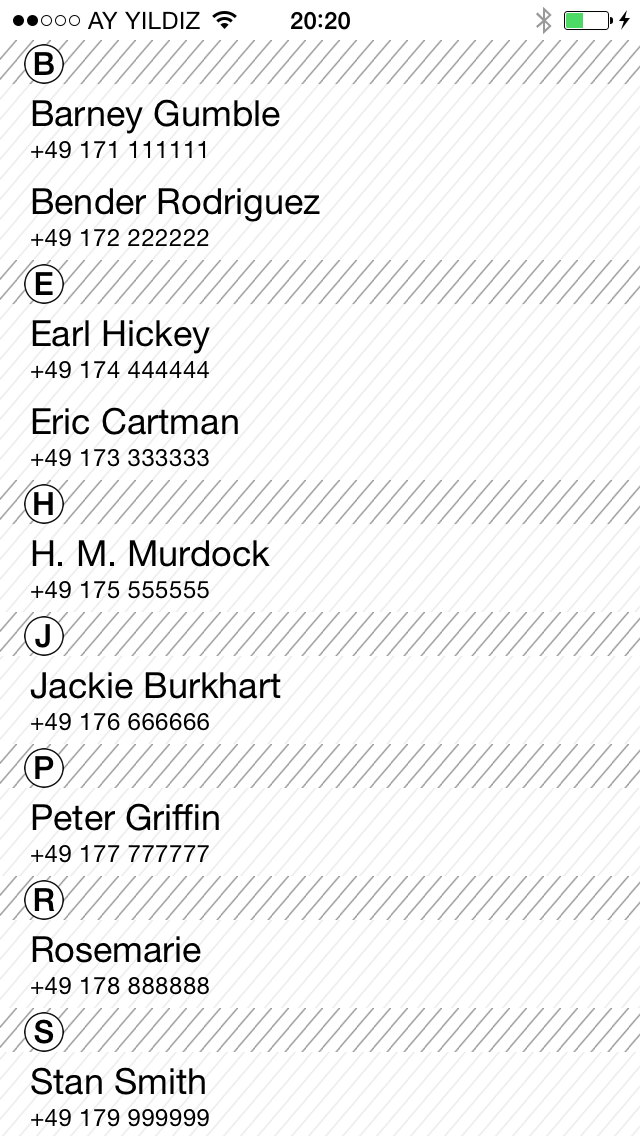 AY YILDIZ 20:20
B
Barney Gumble
+49 171 111111
Bender Rodriguez
+49 172 222222
E
Earl Hickey
+49 174 444444
Eric Cartman
+49 173 333333
H
H. M. Murdock
+49 175 555555
J
Jackie Burkhart
+49 176 666666
P
Peter Griffin
+49 177 777777
R
Rosemarie
+49 178 888888
S
Stan Smith
+49 179 999999